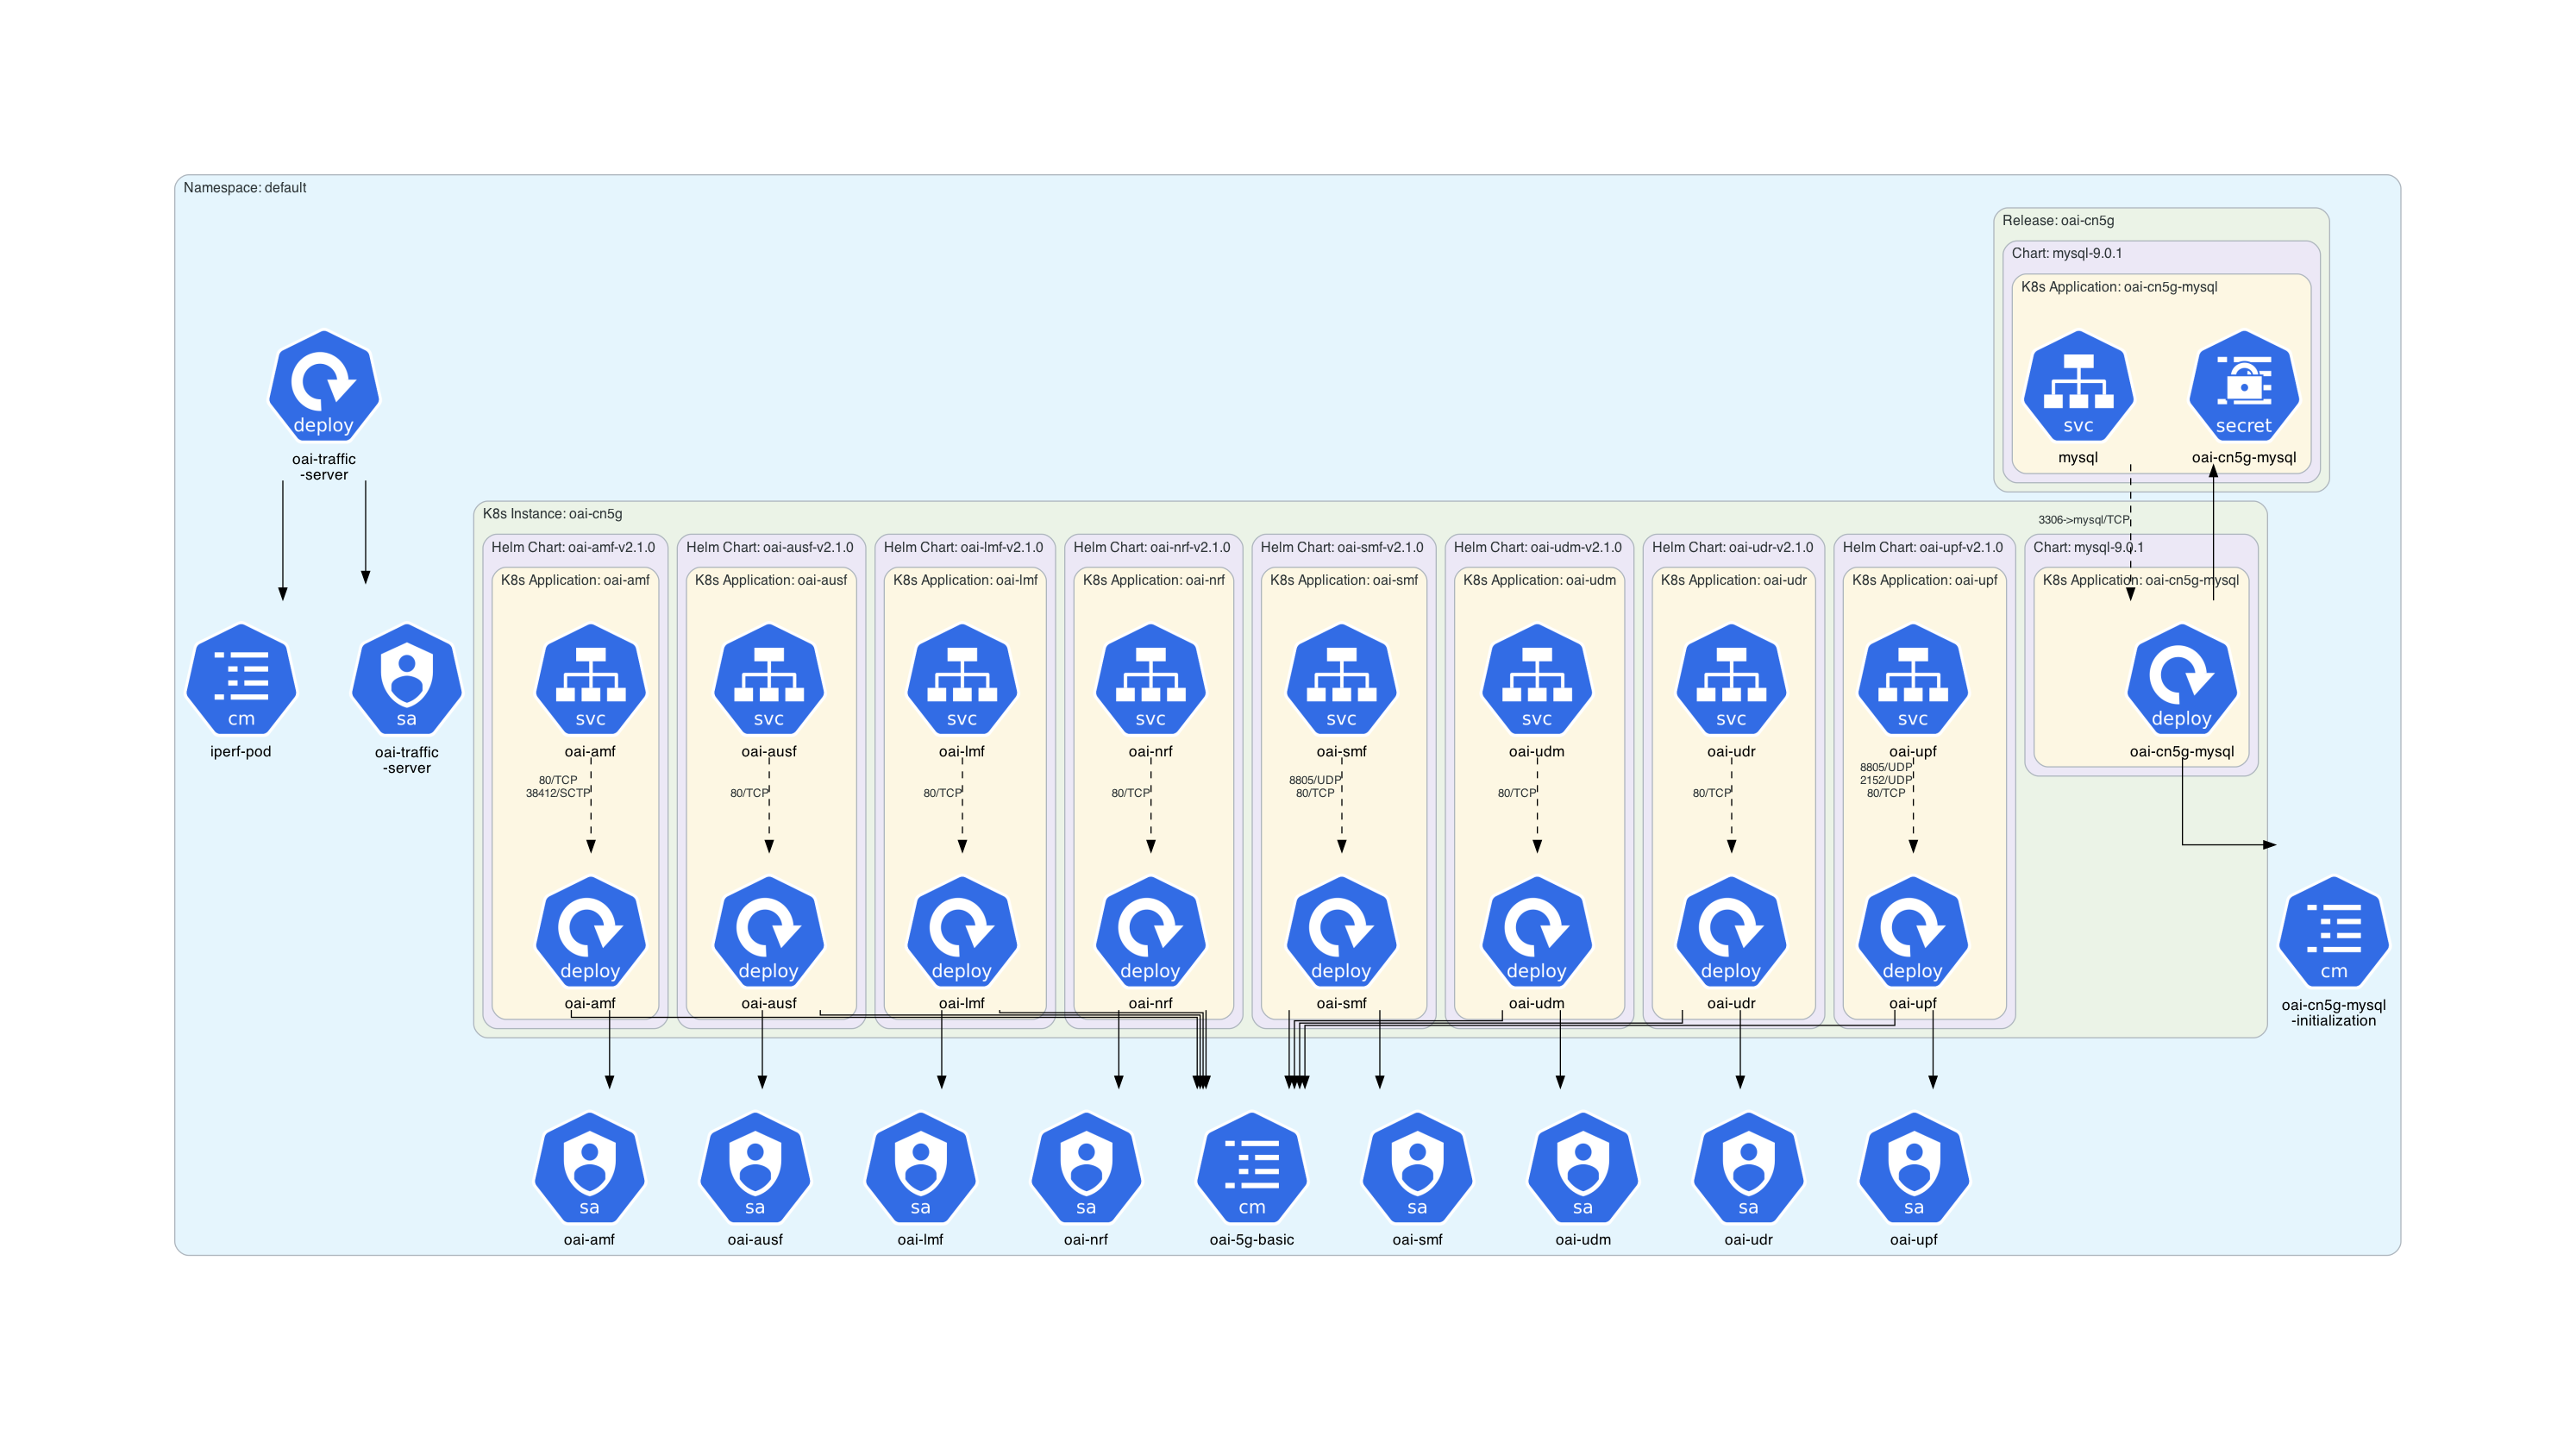 Namespace: default
Release: oai-cn5g
Chart: mysql-9.0.1
K8s Application: oai-cn5g-mysql
svc
mysql
secret
oai-cn5g-mysql
deploy
oai-traffic
-server
3306->mysql/TCP
K8s Instance: oai-cn5g
Helm Chart: oai-amf-v2.1.0
K8s Application: oai-amf
Helm Chart: oai-ausf-v2.1.0
K8s Application: oai-ausf
Helm Chart: oai-lmf-v2.1.0
K8s Application: oai-lmf
Helm Chart: oai-nrf-v2.1.0
K8s Application: oai-nrf
Helm Chart: oai-smf-v2.1.0
K8s Application: oai-smf
Helm Chart: oai-udm-v2.1.0
K8s Application: oai-udm
Helm Chart: oai-udr-v2.1.0
K8s Application: oai-udr
Helm Chart: oai-upf-v2.1.0
K8s Application: oai-upf
Chart: mysql-9.0.1
K8s Application: oai-cn5g-mysql
cm
iperf-pod
sa
oai-traffic
-server
svc
oai-amf
svc
oai-ausf
svc
oai-lmf
svc
oai-nrf
svc
oai-smf
svc
oai-udm
svc
oai-udr
svc
oai-upf
deploy
oai-cn5g-mysql
80/TCP
38412/SCTP
80/TCP
80/TCP
80/TCP
8805/UDP
80/TCP
80/TCP
80/TCP
8805/UDP
2152/UDP
80/TCP
deploy
oai-amf
deploy
oai-ausf
deploy
oai-lmf
deploy
oai-nrf
deploy
oai-smf
deploy
oai-udm
deploy
oai-udr
deploy
oai-upf
cm
oai-cn5g-mysql
-initialization
sa
oai-amf
sa
oai-ausf
sa
oai-lmf
sa
oai-nrf
cm
oai-5g-basic
sa
oai-smf
sa
oai-udm
sa
oai-udr
sa
oai-upf